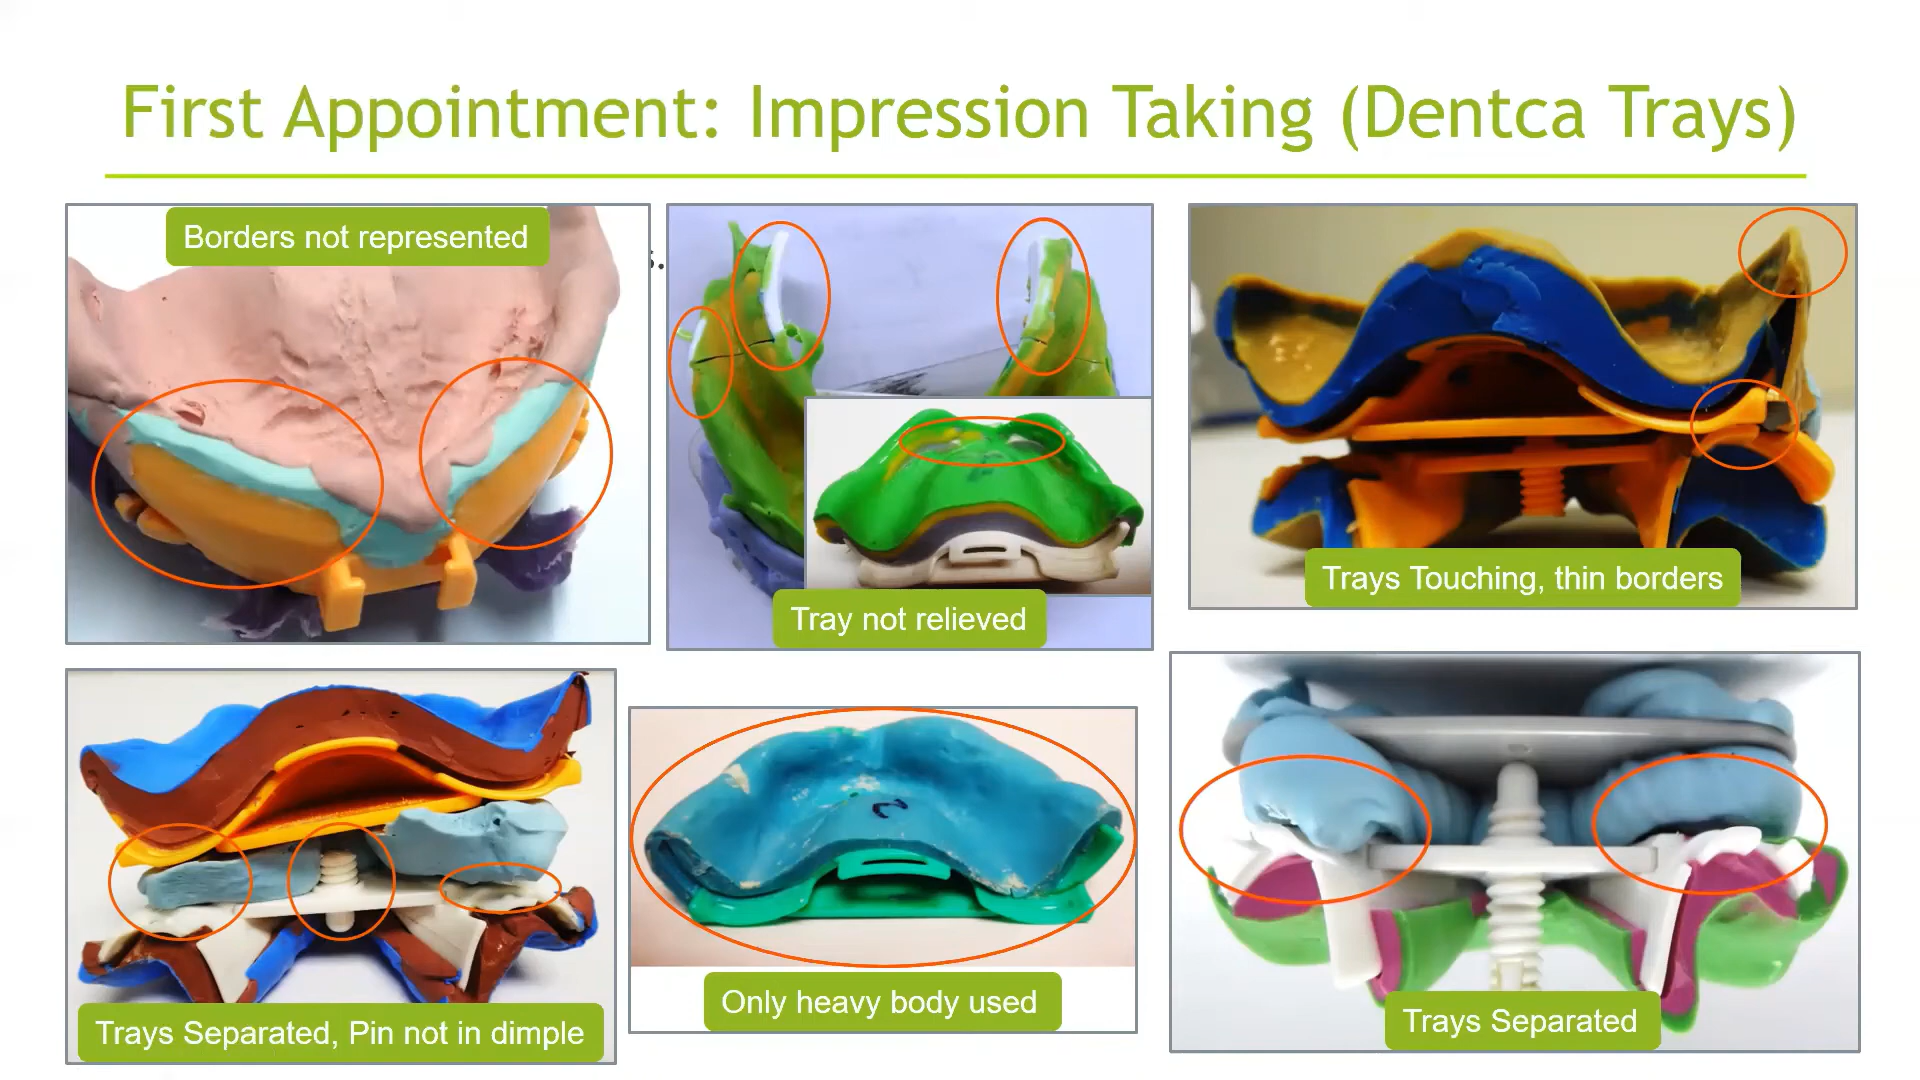 First Appointment: Impression Taking (Dentca Trays)
Borders not represented
s.
Tray not relieved
Trays Touching, thin borders
Trays Separated, Pin not in dimple
Only heavy body used
Trays Separated